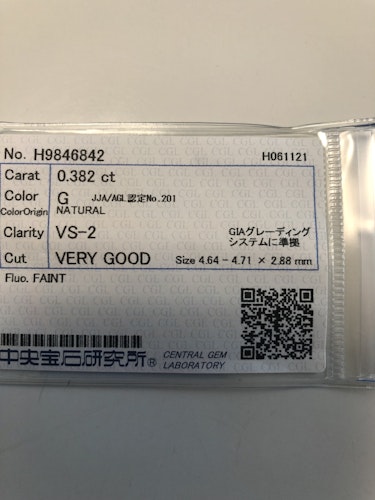 No. H9846842 H061121
Carat 0.382 ct
Color G JJA/AGL認定No.201
ColorOrigin NATURAL
Clarity VS-2 GIAグレーディング
システムに準拠
Cut VERY GOOD Size 4.64 - 4.71 × 2.88 mm
Fluo. FAINT
中央宝石研究所® CENTRAL GEM
LABORATORY